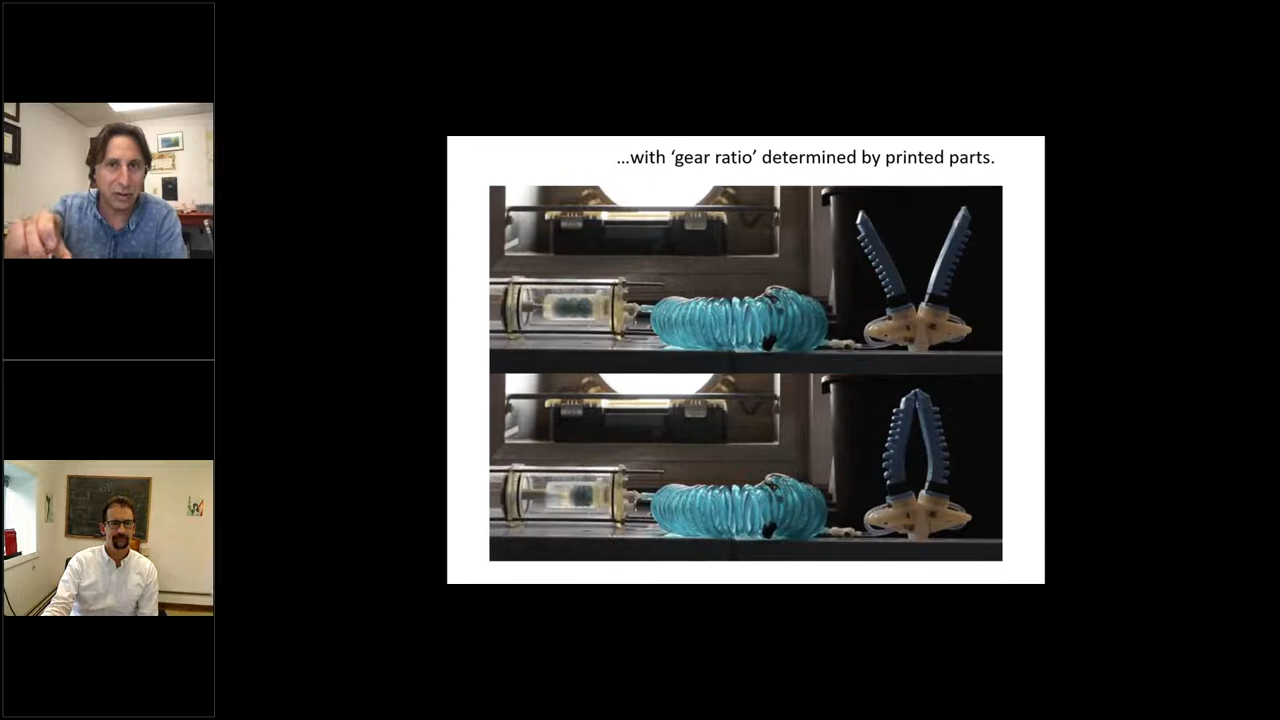 …with ‘gear ratio’ determined by printed parts.